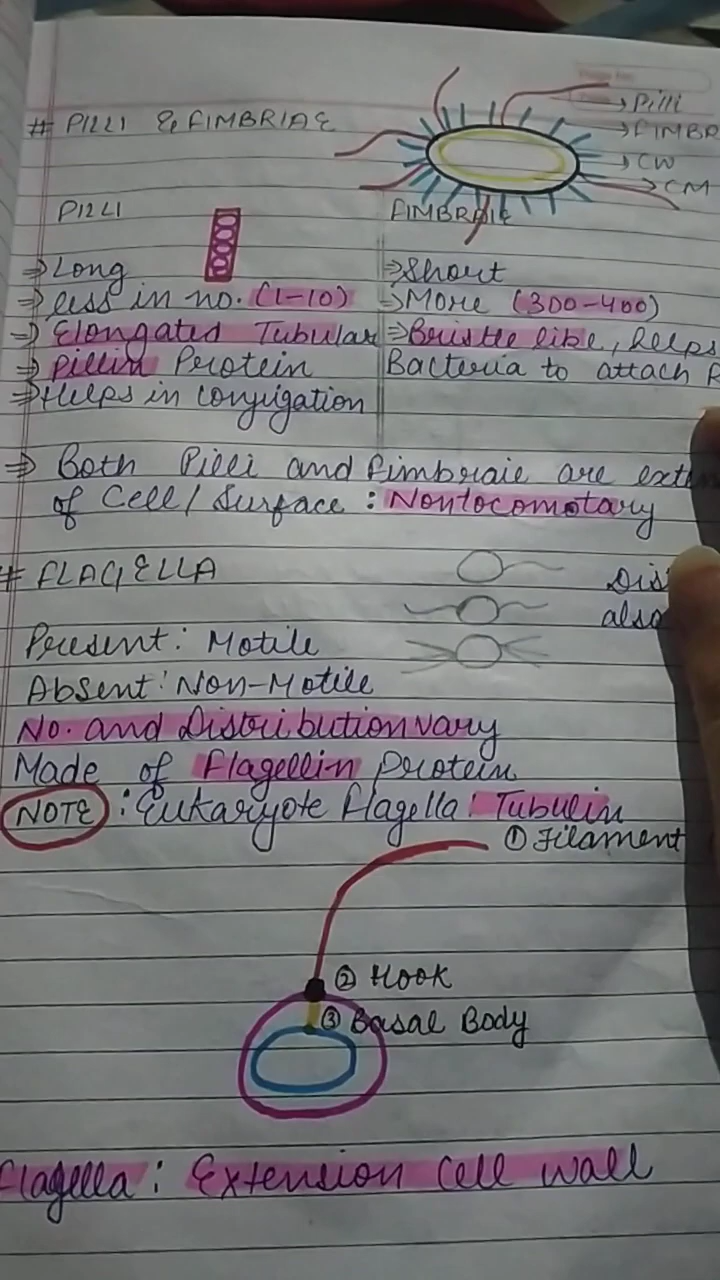 # PILLI & FIMBRIAE
→ Pilli
→ FIMBR
→ CW
→ CM
PILLI
⇒ Long
⇒ less in no. (1-10)
⇒ Elongated Tubular
⇒ Pillin Protein
⇒ Helps in conjugation
FIMBRAIE
⇒ Short
⇒ More (300-400)
⇒ Bristle like, helps
Bacteria to attach
⇒ Both Pilli and fimbraie are
of Cell / Surface : Nonlocomotary
# FLAGELLA
Dis
also
Present : Motile
Absent : Non-Motile
No. and Distribution vary
Made of Flagellin Protein
NOTE : Eukaryote flagella : Tubulin
① Filament
② Hook
③ Basal Body
Flagella : Extension Cell wall